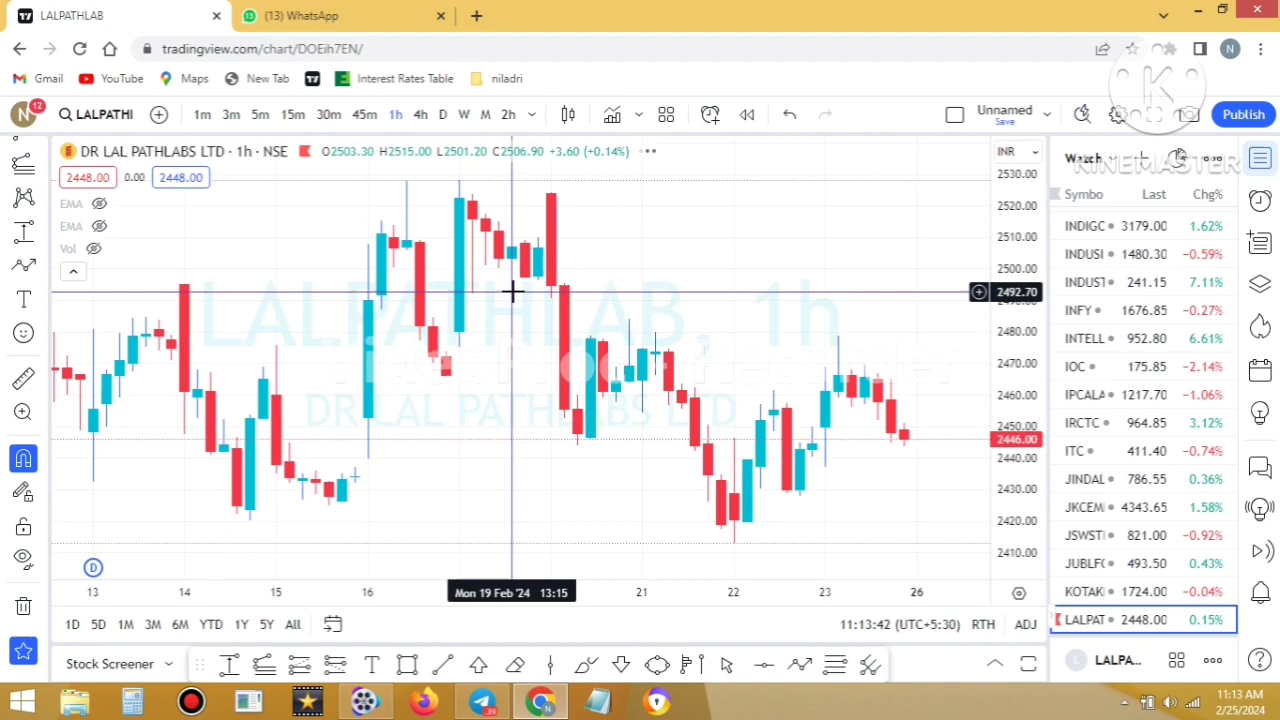 LALPATHLAB
(13) WhatsApp
tradingview.com/chart/DOEih7EN/
N
Gmail
YouTube
Maps
New Tab
Interest Rates Table
niladri
N 12
LALPATHI
1m 3m 5m 15m 30m 45m 1h 4h D W M 2h
Unnamed
Save
Publish
K
KINEMASTER
DR LAL PATHLABS LTD · 1h · NSE
O2503.30 H2515.00 L2501.20 C2506.90 +3.60 (+0.14%)
INR
2448.00 0.00 2448.00
EMA
EMA
Vol
LALPATHLAB, 1h
DR LAL PATHLABS LTD
2530.00
2520.00
2510.00
2500.00
2492.70
2490.00
2480.00
2470.00
2460.00
2450.00
2446.00
2440.00
2430.00
2420.00
2410.00
D
13 14 15 16 Mon 19 Feb '24 13:15 21 22 23 26
1D 5D 1M 3M 6M YTD 1Y 5Y All
11:13:42 (UTC+5:30) RTH ADJ
Stock Screener
Symbo Last Chg%
INDIGC 3179.00 1.62%
INDUSI 1480.30 −0.59%
INDUST 241.15 7.11%
INFY 1676.85 −0.27%
INTELL 952.80 6.61%
IOC 175.85 −2.14%
IPCALA 1217.70 −1.06%
IRCTC 964.85 3.12%
ITC 411.40 −0.74%
JINDAL 786.55 0.36%
JKCEM 4343.65 1.58%
JSWSTI 821.00 −0.92%
JUBLFC 493.50 0.43%
KOTAK 1724.00 −0.04%
LALPAT 2448.00 0.15%
L LALPA...
39
11:13 AM
2/25/2024